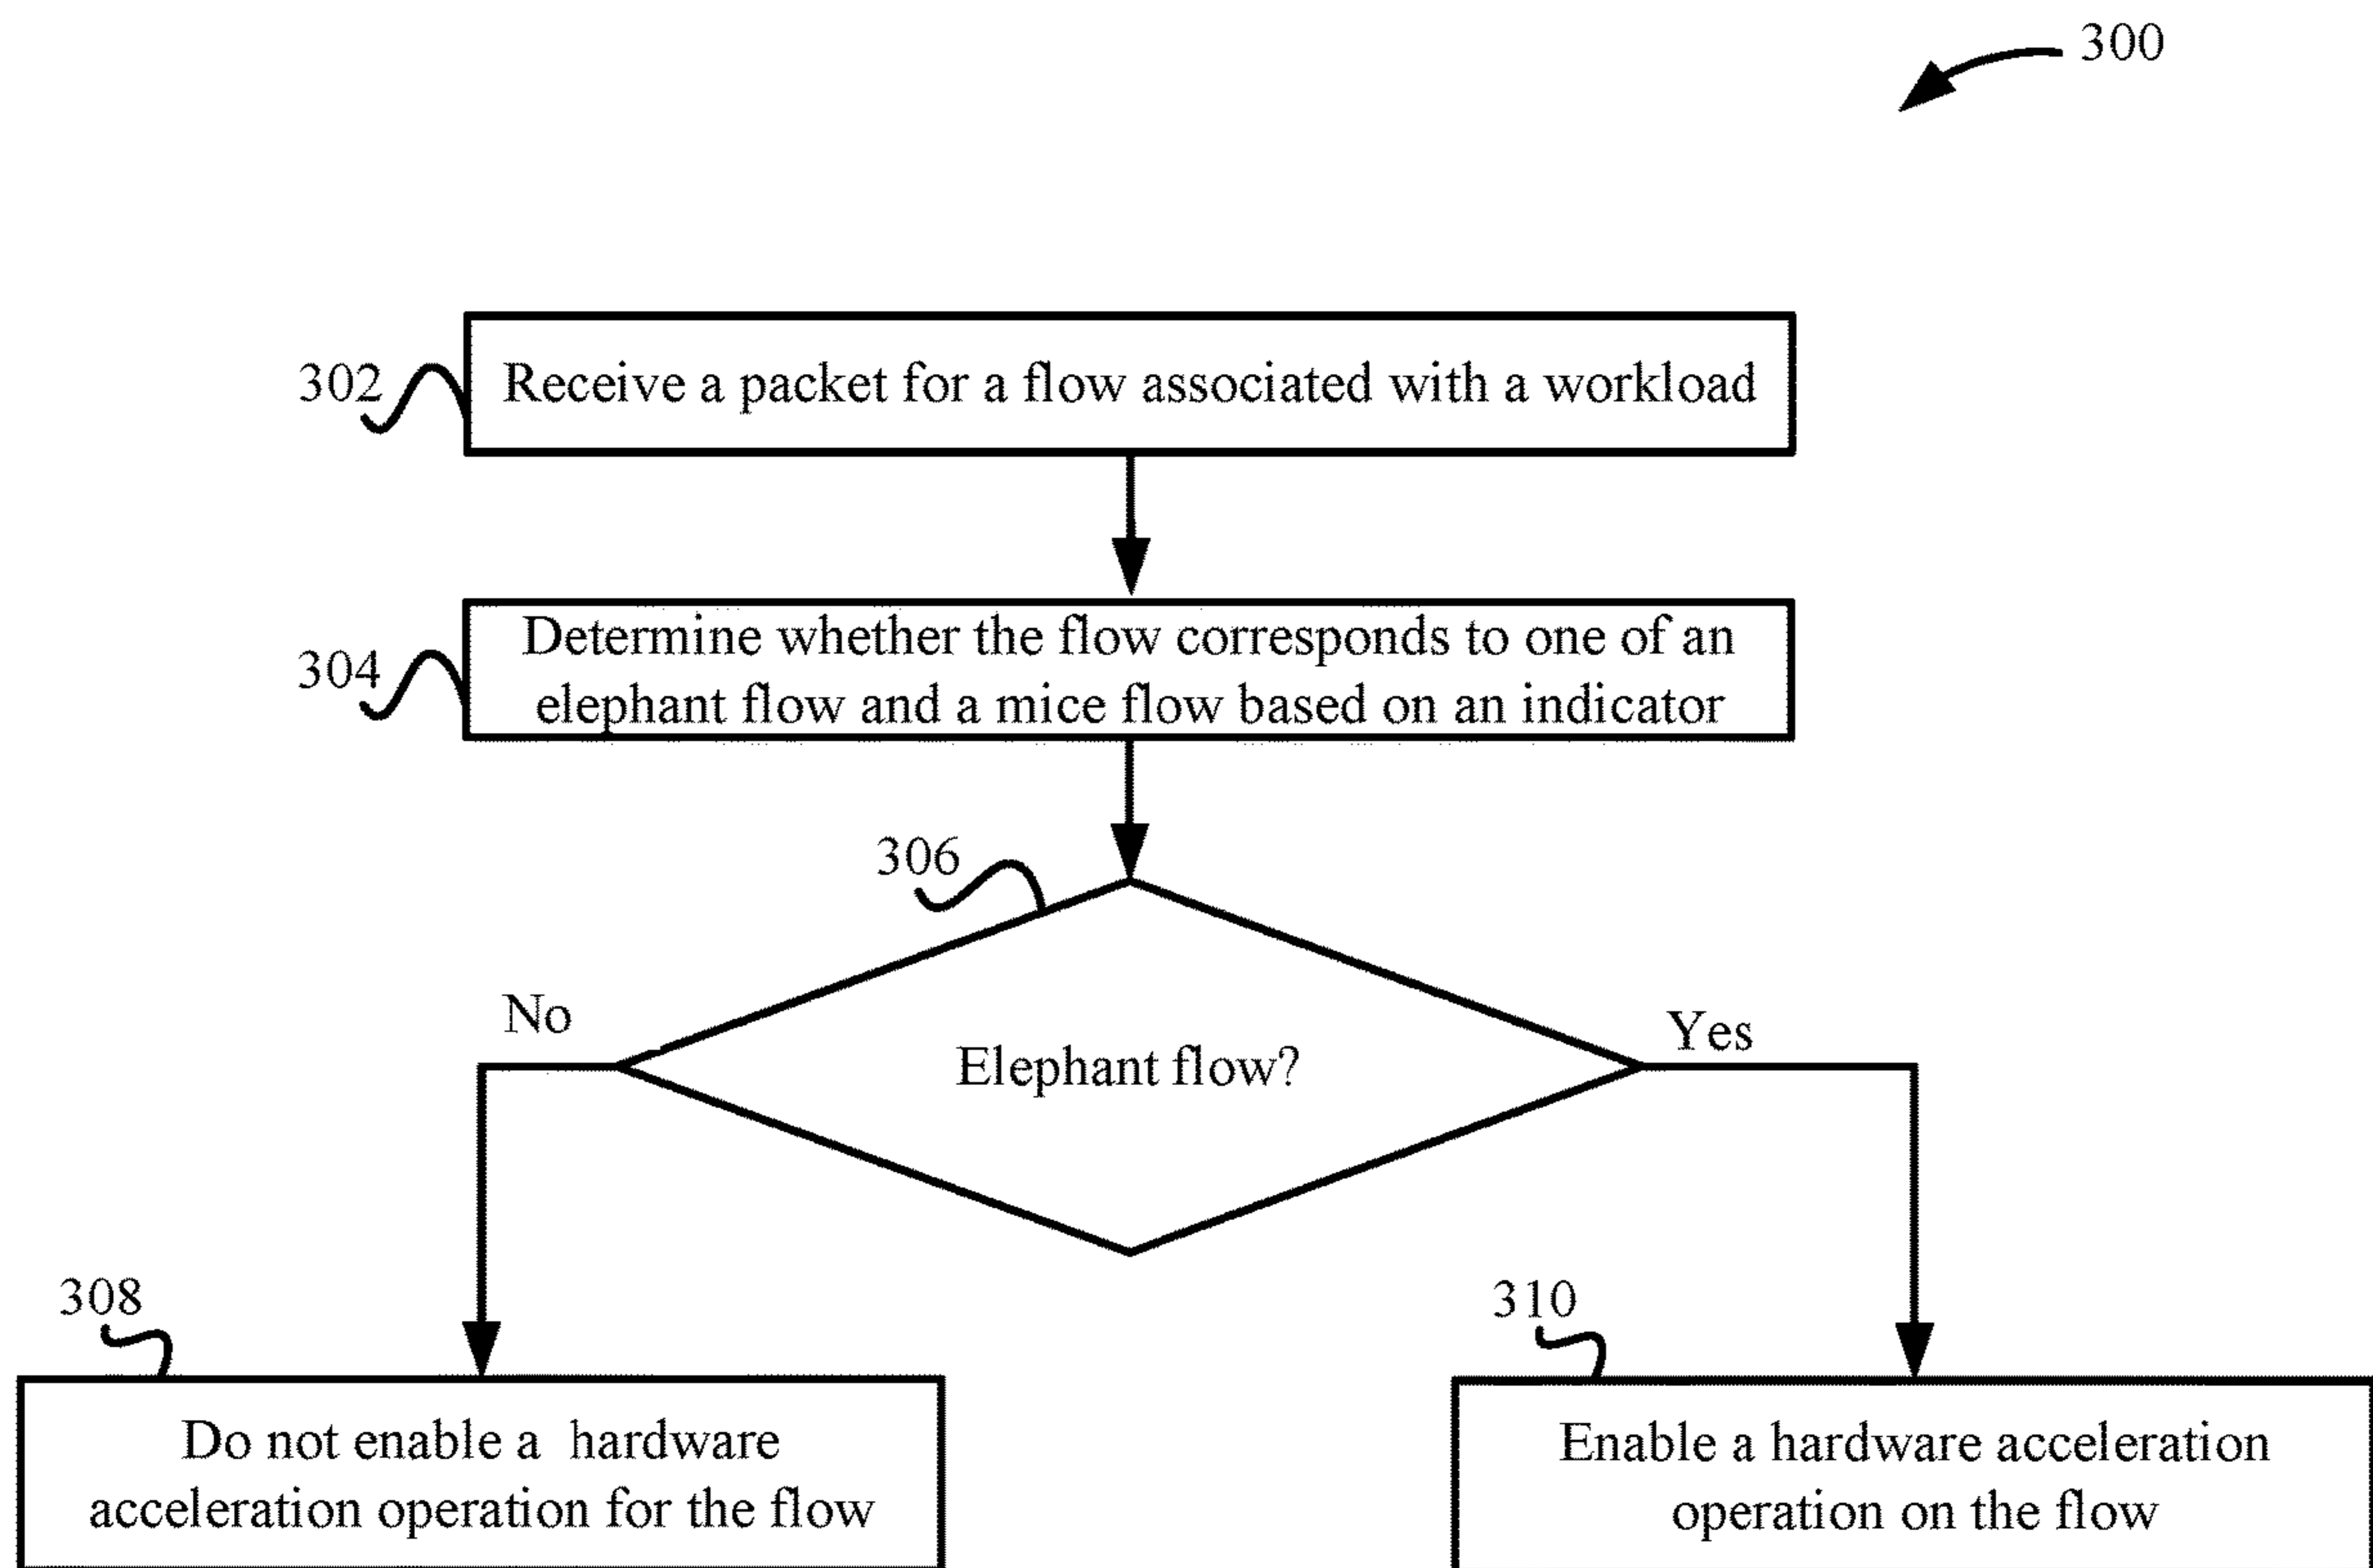 300
302
Receive a packet for a flow associated with a workload
304
Determine whether the flow corresponds to one of an
elephant flow and a mice flow based on an indicator
306
No
Elephant flow?
Yes
308
310
Do not enable a hardware
acceleration operation for the flow
Enable a hardware acceleration
operation on the flow